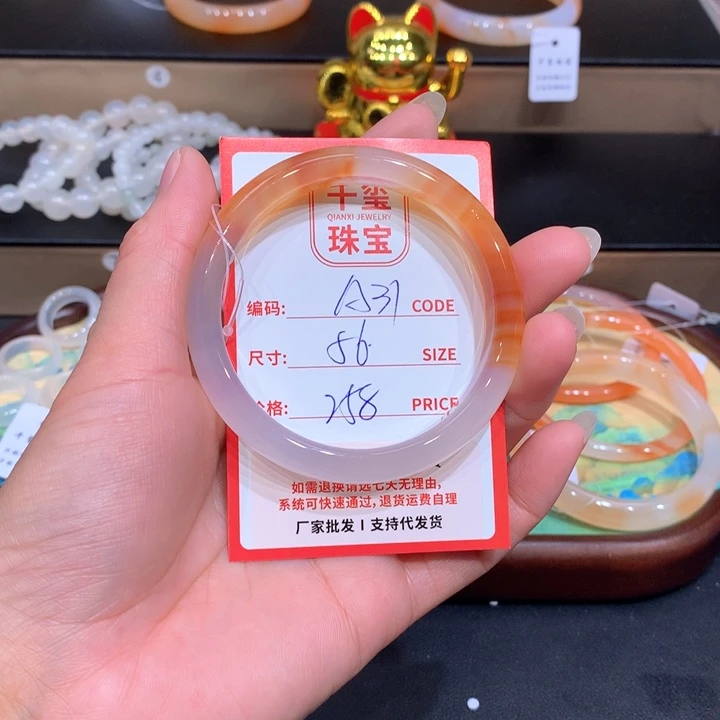 千玺
QIANXI JEWELRY
珠宝
编码: A31 CODE
尺寸: 56 SIZE
价格: 258 PRICE
如需退换请选七天无理由,
系统可快速通过,退货运费自理
厂家批发 I 支持代发货